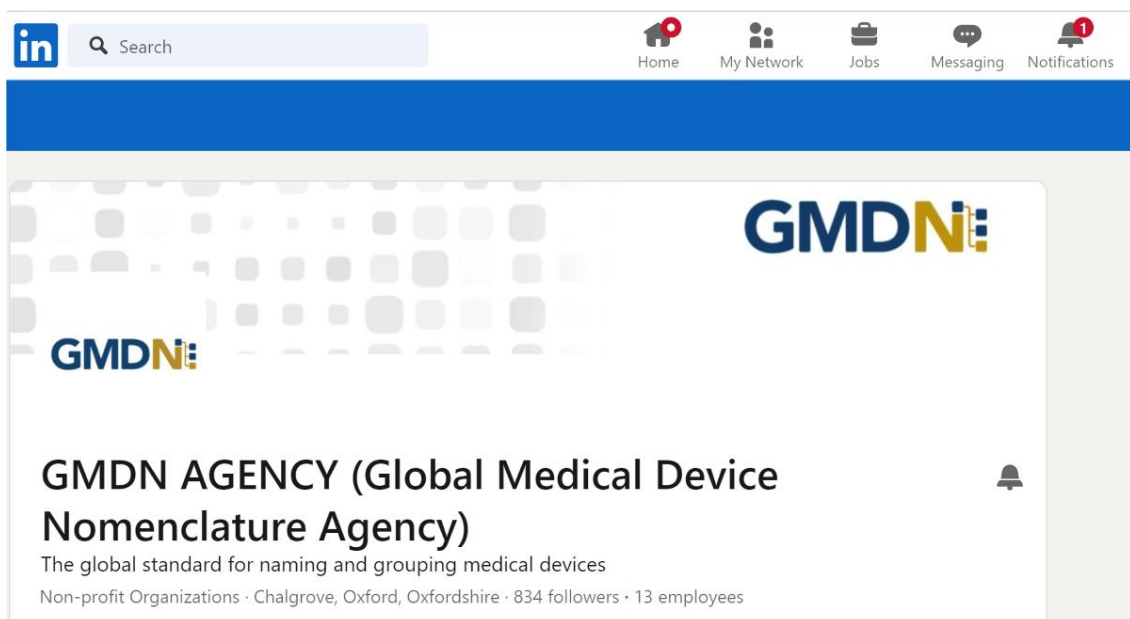 in
Search
Home
My Network
Jobs
Messaging
1
Notifications
GMDN
GMDN
GMDN AGENCY (Global Medical Device
Nomenclature Agency)
The global standard for naming and grouping medical devices
Non-profit Organizations · Chalgrove, Oxford, Oxfordshire · 834 followers · 13 employees